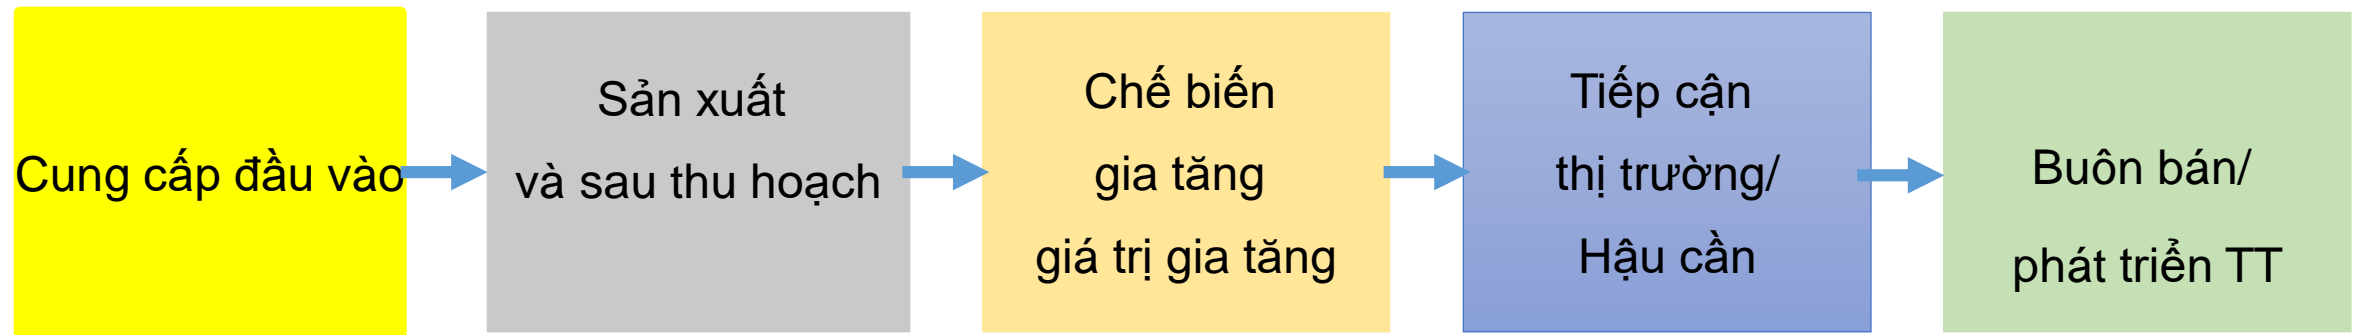 Cung cấp đầu vào
Sản xuất
và sau thu hoạch
Chế biến
gia tăng
giá trị gia tăng
Tiếp cận
thị trường/
Hậu cần
Buôn bán/
phát triển TT